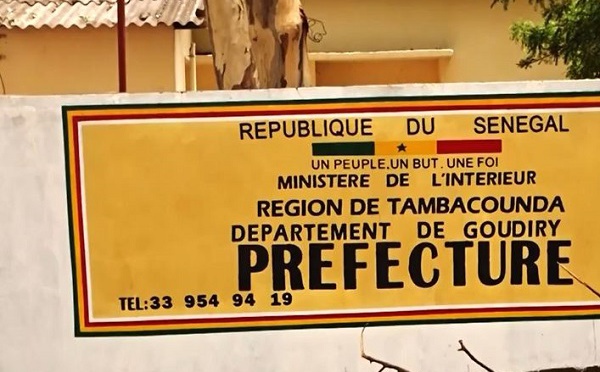 REPUBLIQUE DU SENEGAL
UN PEUPLE,UN BUT.UNE FOI
MINISTERE DE L'INTERIEUR
REGION DE TAMBACOUNDA
DEPARTEMENT DE GOUDIRY
PREFECTURE
TEL:33 954 94 19